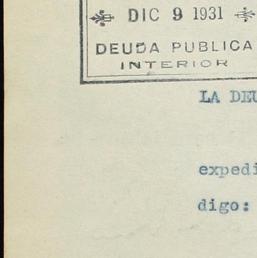 DIC 9 1931
DEUDA PUBLICA
INTERIOR
LA DEU
expedi
digo: